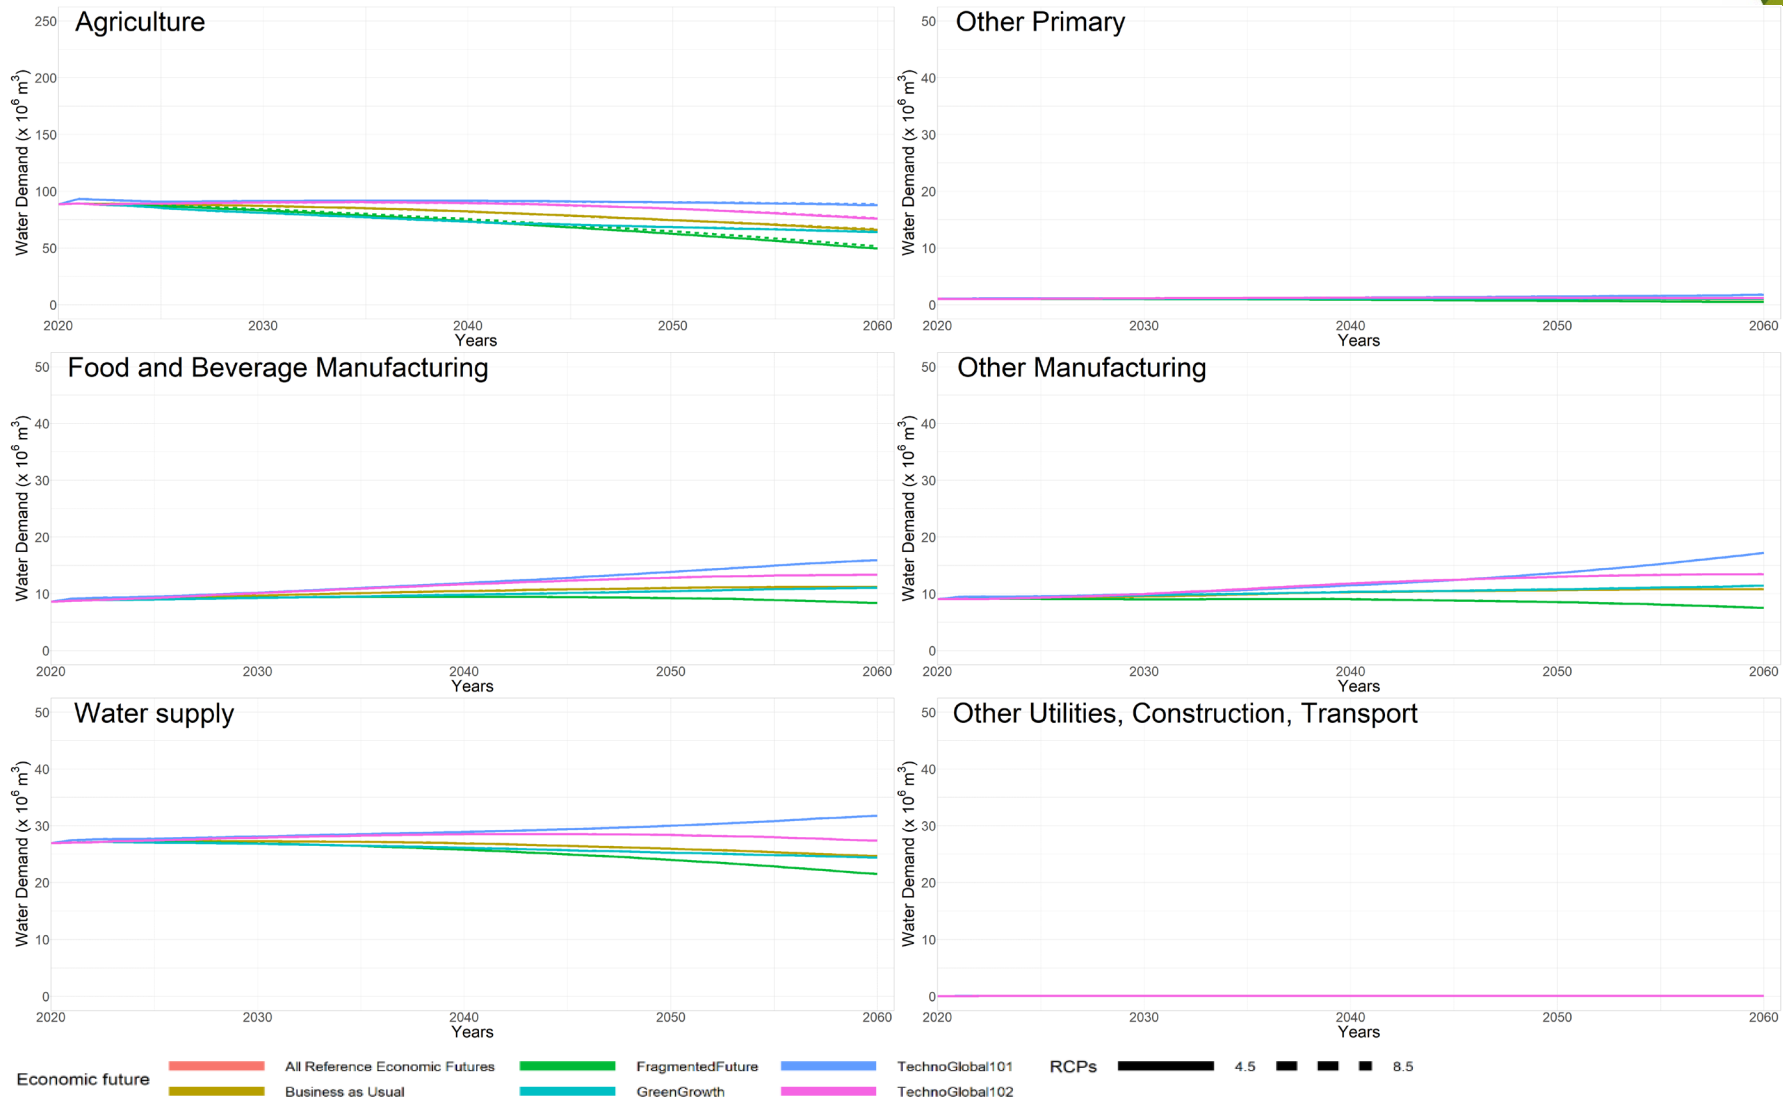 Agriculture
Water Demand (x 10⁶ m³)
250
200
150
100
50
0
2020 2030 2040 2050 2060
Years
Other Primary
Water Demand (x 10⁶ m³)
50
40
30
20
10
0
2020 2030 2040 2050 2060
Years
Food and Beverage Manufacturing
Water Demand (x 10⁶ m³)
50
40
30
20
10
0
2020 2030 2040 2050 2060
Years
Other Manufacturing
Water Demand (x 10⁶ m³)
50
40
30
20
10
0
2020 2030 2040 2050 2060
Years
Water supply
Water Demand (x 10⁶ m³)
50
40
30
20
10
0
2020 2030 2040 2050 2060
Years
Other Utilities, Construction, Transport
Water Demand (x 10⁶ m³)
50
40
30
20
10
0
2020 2030 2040 2050 2060
Years
Economic future
All Reference Economic Futures
Business as Usual
FragmentedFuture
GreenGrowth
TechnoGlobal101
TechnoGlobal102
RCPs 4.5 8.5